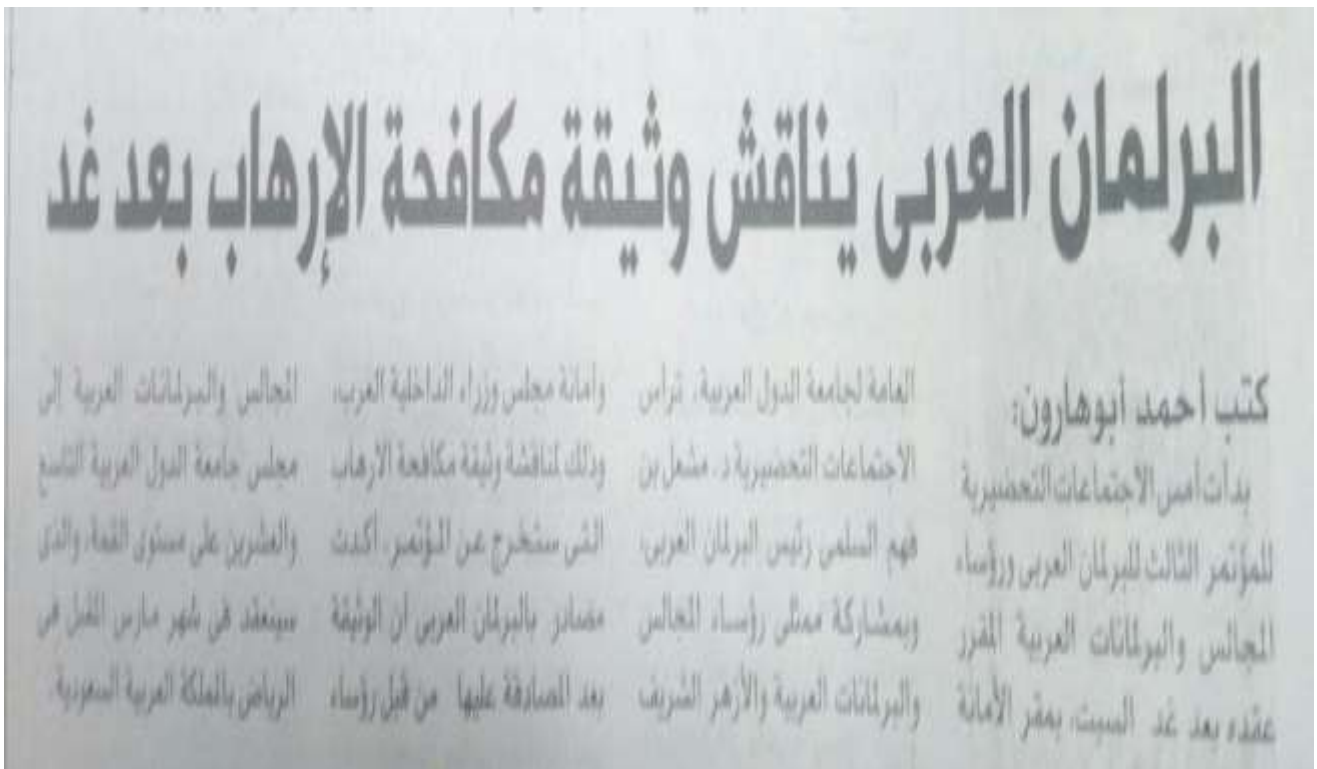 البرلمان العربى يناقش وثيقة مكافحة الإرهاب بعد غد
كتب أحمد أبوهارون:
بدأت أمس الاجتماعات التحضيرية
للمؤتمر الثالث للبرلمان العربى ورؤساء
المجالس والبرلمانات العربية المقرر
عقده بعد غد السبت، بمقر الأمانة
العامة لجامعة الدول العربية، ترأس
الاجتماعات التحضيرية د. مشعل بن
فهم السلمى رئيس البرلمان العربى،
وبمشاركة ممثلى رؤساء المجالس
والبرلمانات العربية والأزهر الشريف
وأمانة مجلس وزراء الداخلية العرب،
وذلك لمناقشة وثيقة مكافحة الارهاب
التى ستخرج عن المؤتمر. أكدت
مصادر بالبرلمان العربى أن الوثيقة
بعد المصادقة عليها من قبل رؤساء
المجالس والبرلمانات العربية إلى
مجلس جامعة الدول العربية التاسع
والعشرين على مستوى القمة، والذى
سينعقد فى شهر مارس المقبل فى
الرياض بالمملكة العربية السعودية.